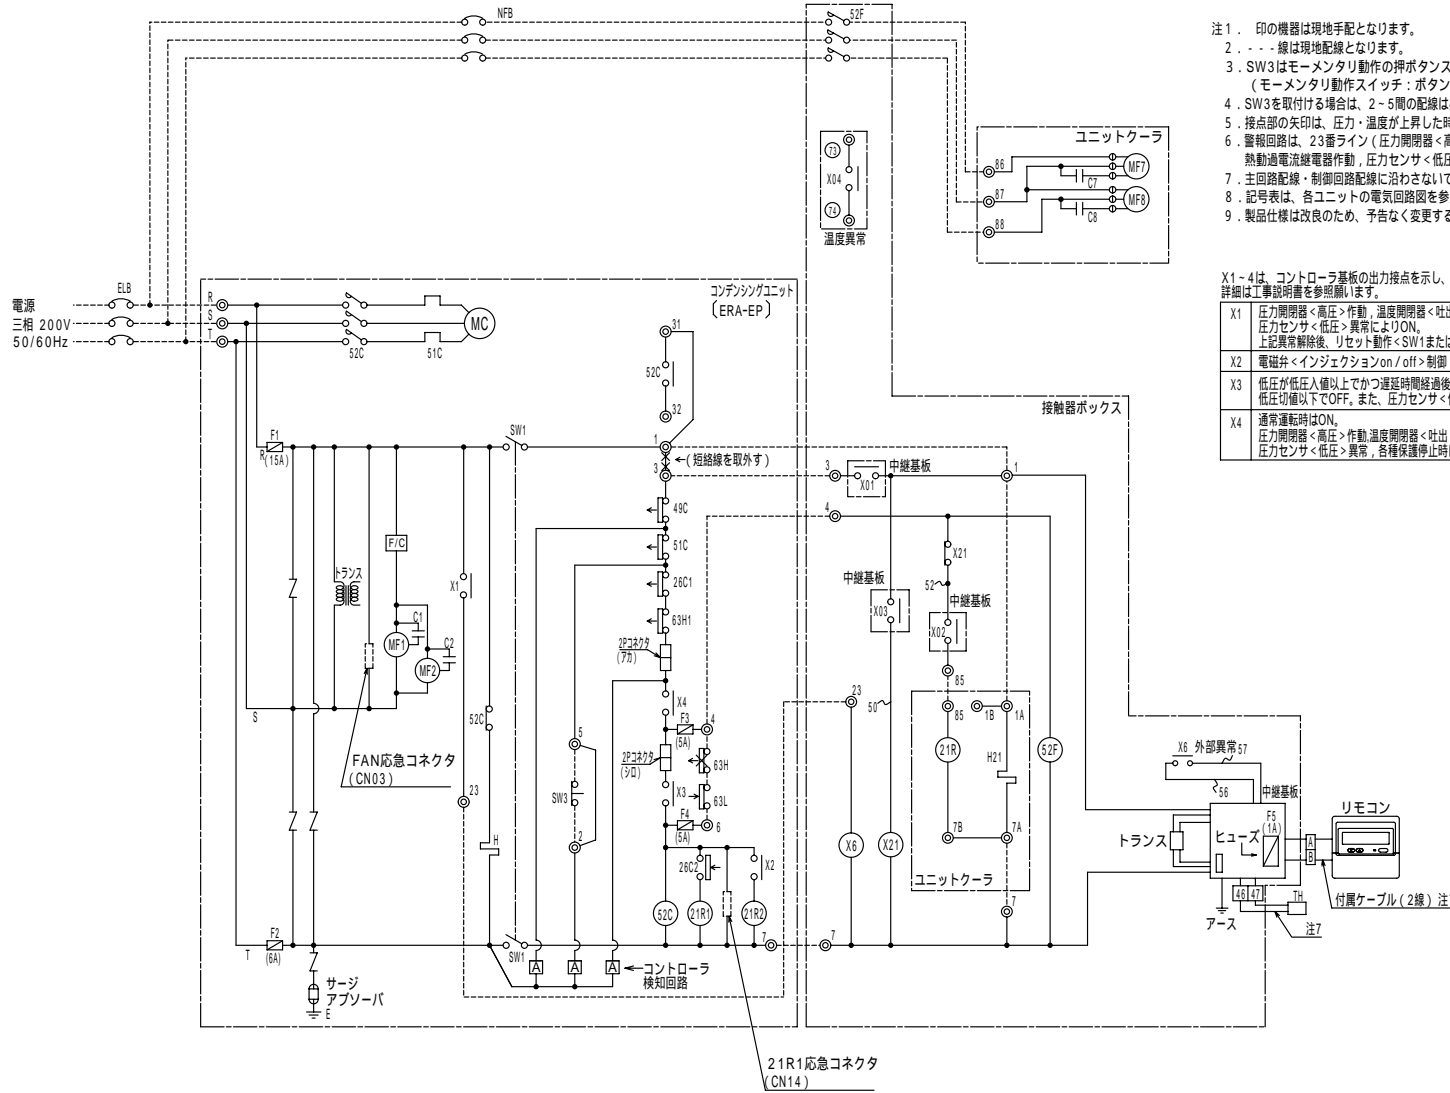 NFB
52F
注1. 印の機器は現地手配となります。
2. - - - 線は現地配線となります。
3. SW3はモーメンタリ動作の押ボタンス
(モーメンタリ動作スイッチ：ボタン
4. SW3を取付ける場合は、2~5間の配線は
5. 接点部の矢印は、圧力・温度が上昇した時
6. 警報回路は、23番ライン(圧力開閉器<高
熱動過電流継電器作動, 圧力センサ<低圧
7. 主回路配線・制御回路配線に沿わさないで
8. 記号表は、各ユニットの電気回路図を参
9. 製品仕様は改良のため、予告なく変更する
73
X04
74
温度異常
ユニットクーラ
86
87
88
MF7
C7
MF8
C8
X1~4は、コントローラ基板の出力接点を示し、
詳細は工事説明書を参照願います。
X1 圧力開閉器<高圧>作動, 温度開閉器<吐出
圧力センサ<低圧>異常によりON。
上記異常解除後、リセット動作<SW1または
X2 電磁弁<インジェクションon/off>制御
X3 低圧が低圧入値以上でかつ遅延時間経過後
低圧切値以下でOFF。また、圧力センサ<低
X4 通常運転時はON。
圧力開閉器<高圧>作動,温度開閉器<吐出
圧力センサ<低圧>異常, 各種保護停止時
電源
三相 200V
50/60Hz
ELB
R
S
T
52C
51C
MC
コンデンシングユニット
[ERA-EP]
31
52C
32
接触器ボックス
F1
R
(15A)
SW1
1
3
(短絡線を取外す)
3
中継基板
X01
1
4
49C
51C
26C1
63H1
2Pコネクタ
(アカ)
F/C
トランス
C1
MF1
C2
MF2
X1
中継基板
X03
X21
52
中継基板
X02
85
S
52C
FAN応急コネクタ
(CN03)
23
H
5
SW3
2
X4
F3
(5A)
4
2Pコネクタ
(シロ)
63H
X3
63L
F4
(5A)
6
23
50
85
1B
1A
21R
H21
52F
7B
7A
ユニットクーラ
X6
X21
7
X6 外部異常 57
56
中継基板
トランス
ヒューズ
F5
(1A)
A
B
リモコン
付属ケーブル(2線) 注
46
47
TH
アース
注7
26C2
X2
52C
21R1
21R2
7
7
T
F2
(6A)
SW1
A
A
A
コントローラ
検知回路
サージ
アブソーバ
E
21R1応急コネクタ
(CN14)